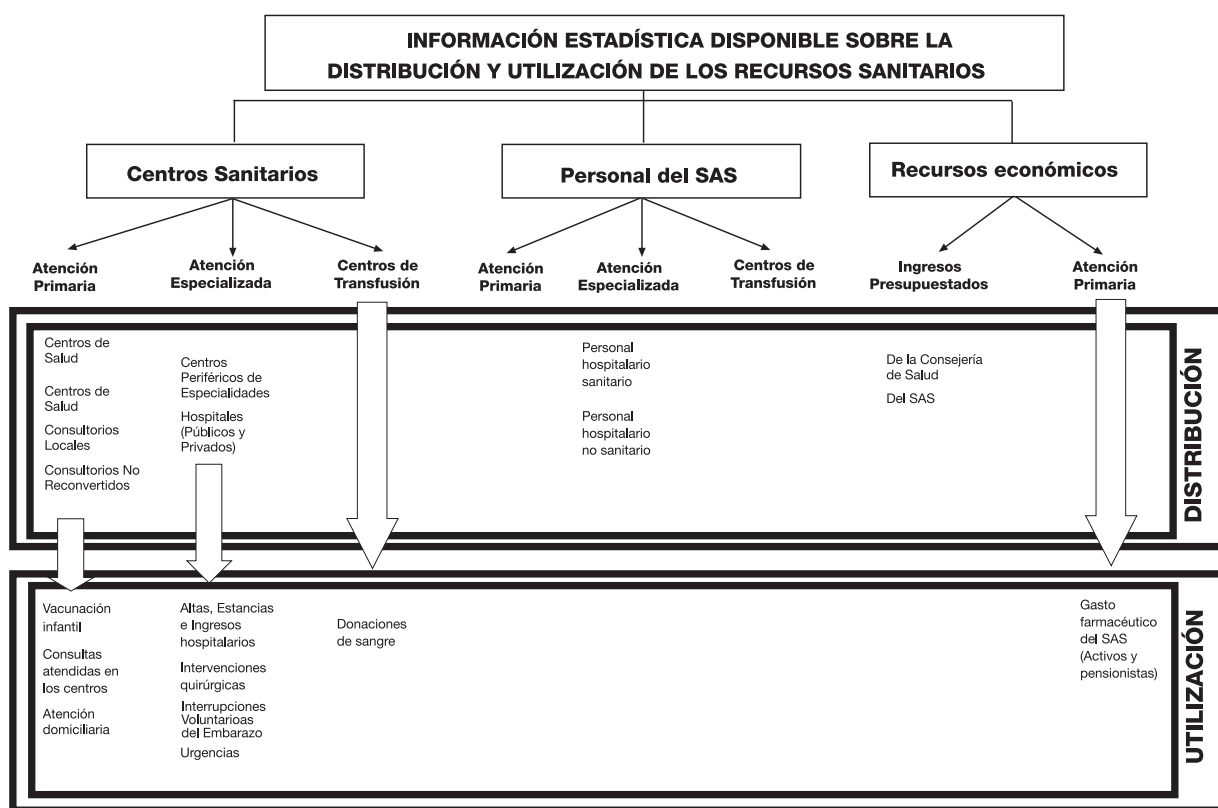 INFORMACIÓN ESTADÍSTICA DISPONIBLE SOBRE LA
DISTRIBUCIÓN Y UTILIZACIÓN DE LOS RECURSOS SANITARIOS
Centros Sanitarios
Personal del SAS
Recursos económicos
Atención
Primaria
Atención
Especializada
Centros de
Transfusión
Atención
Primaria
Atención
Especializada
Centros de
Transfusión
Ingresos
Presupuestados
Atención
Primaria
Centros de
Salud
Centros de
Salud
Consultorios
Locales
Consultorios No
Reconvertidos
Centros
Periféricos de
Especialidades
Hospitales
(Públicos y
Privados)
Personal
hospitalario
sanitario
Personal
hospitalario
no sanitario
De la Consejería
de Salud
Del SAS
DISTRIBUCIÓN
Vacunación
infantil
Consultas
atendidas en
los centros
Atención
domiciliaria
Altas, Estancias
e Ingresos
hospitalarios
Intervenciones
quirúrgicas
Interrupciones
Voluntarioas
del Embarazo
Urgencias
Donaciones
de sangre
Gasto
farmacéutico
del SAS
(Activos y
pensionistas)
UTILIZACIÓN